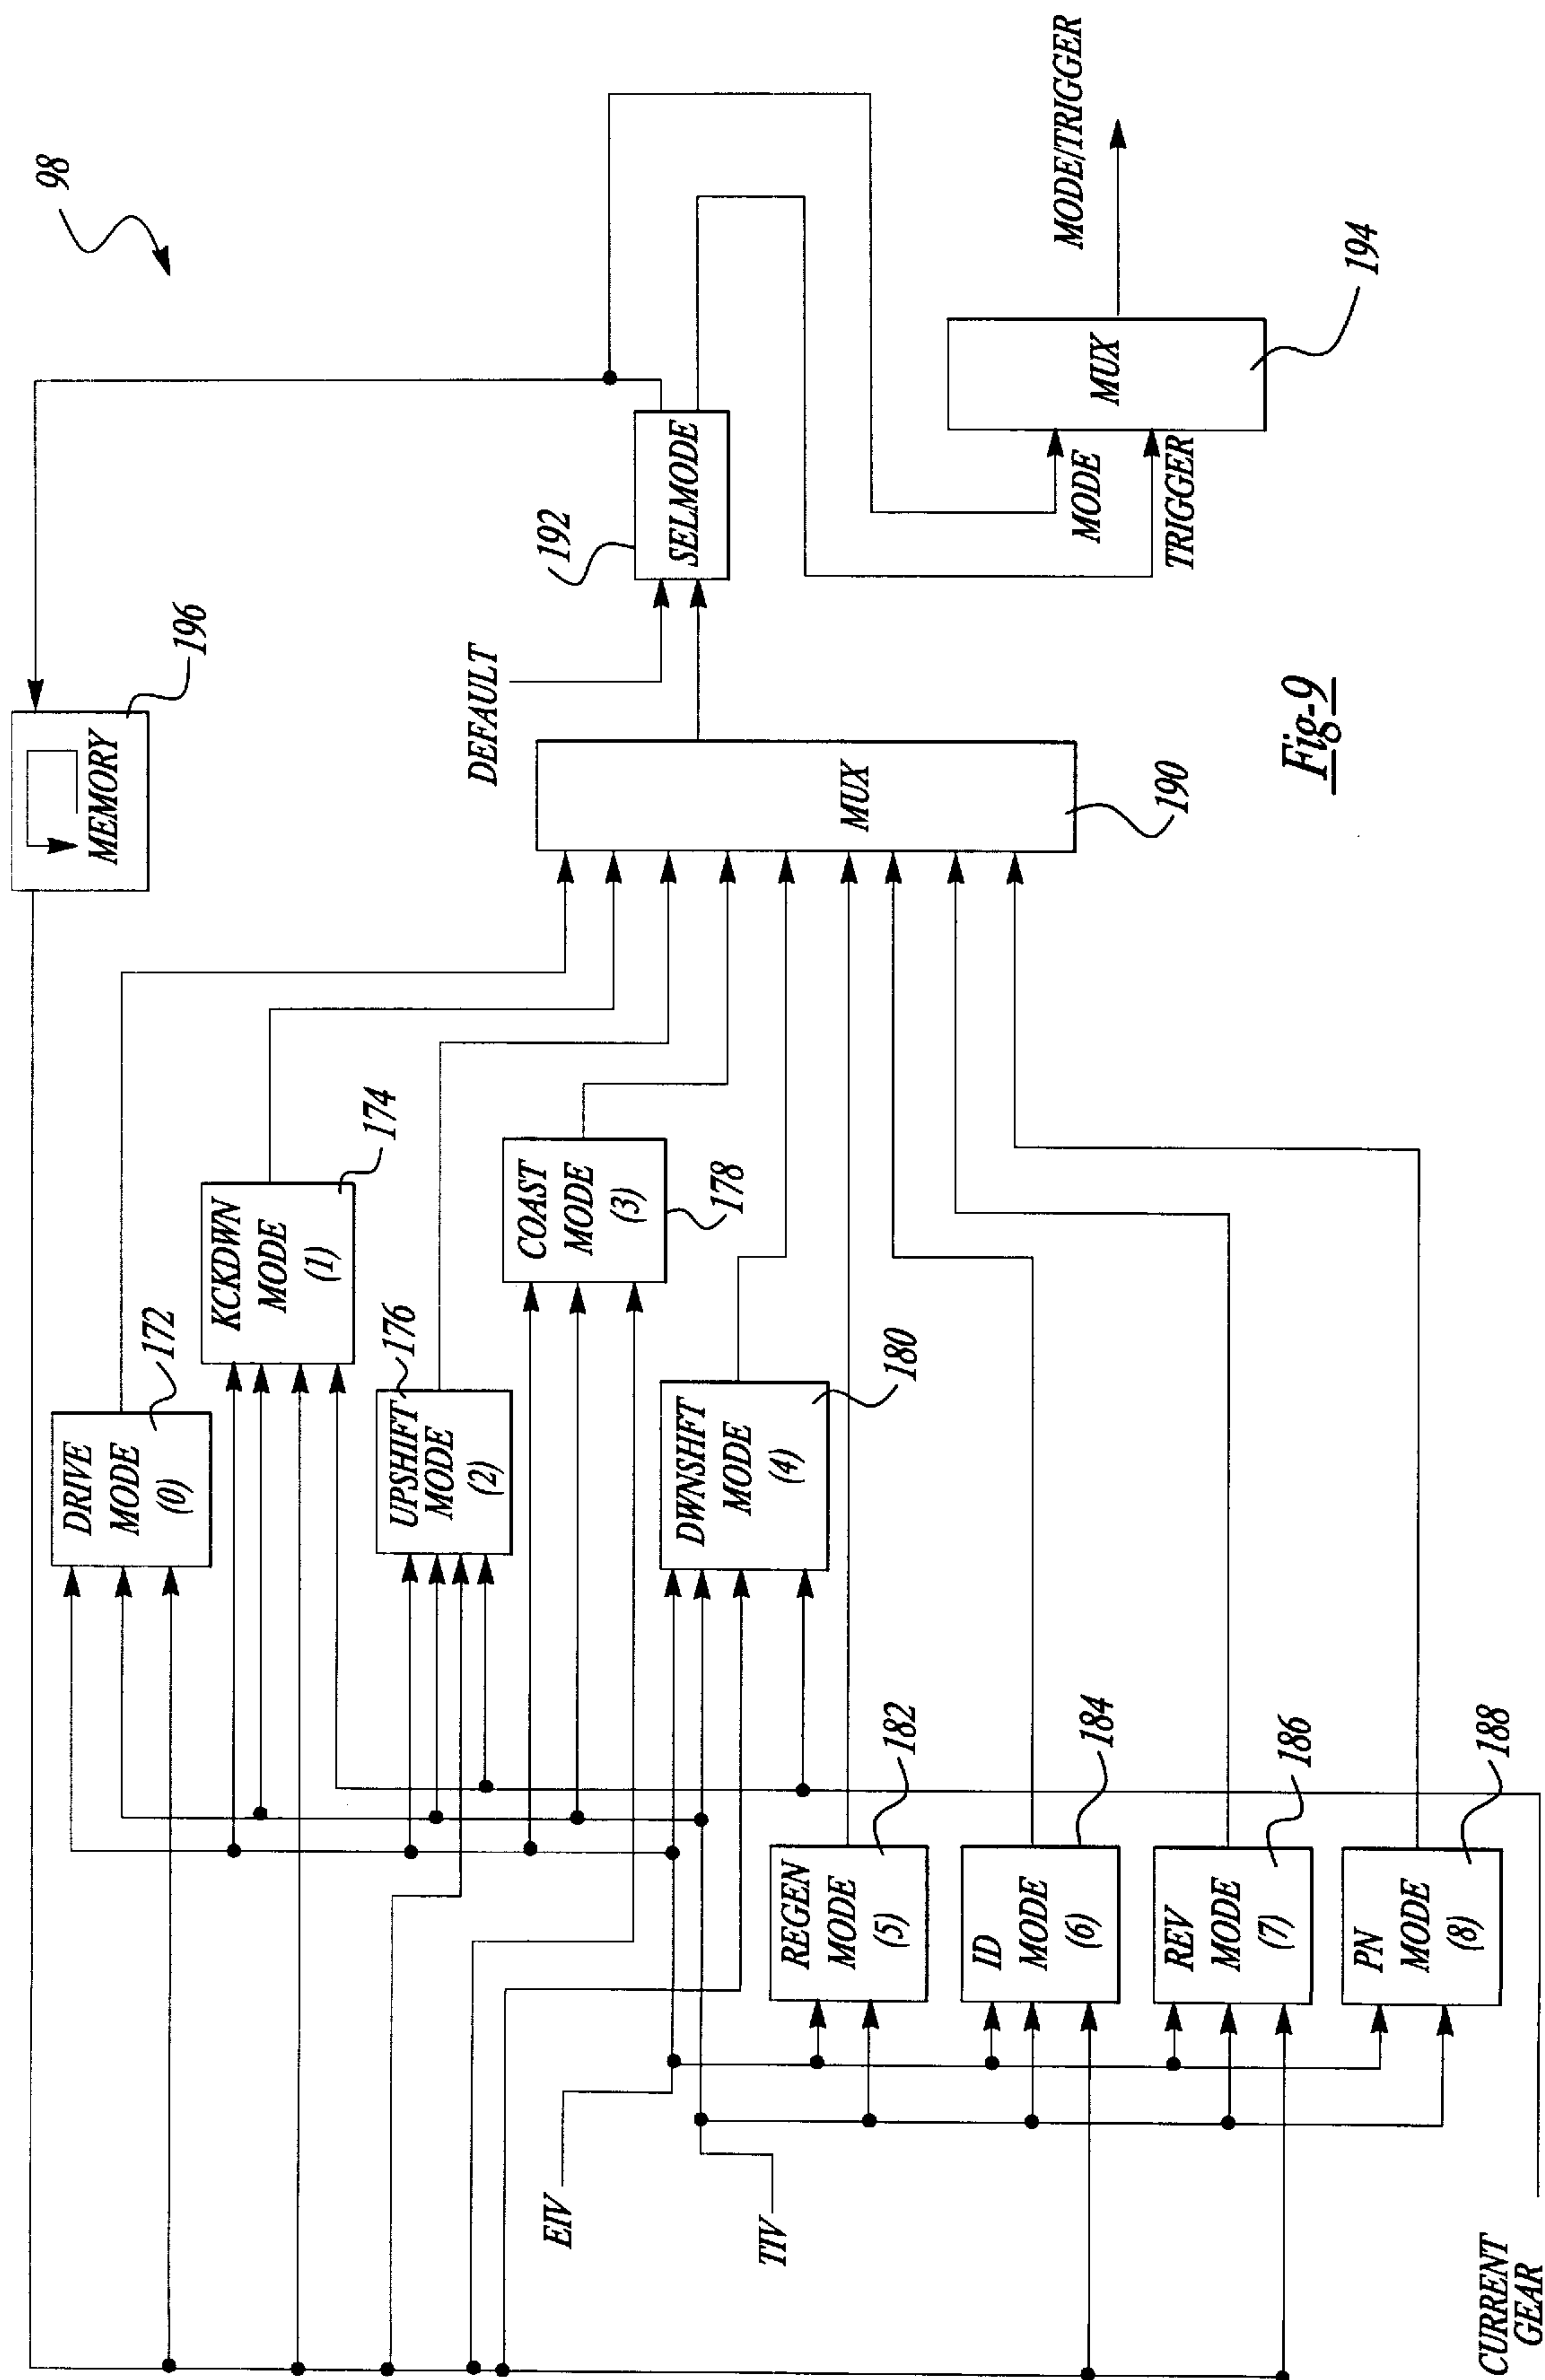 98
MEMORY
196
DRIVE
MODE
(0)
172
KCKDWN
MODE
(1)
174
UPSHIFT
MODE
(2)
176
COAST
MODE
(3)
178
DWNSHFT
MODE
(4)
180
REGEN
MODE
(5)
182
ID
MODE
(6)
184
REV
MODE
(7)
186
PN
MODE
(8)
188
EIV
TIV
CURRENT
GEAR
DEFAULT
MUX
190
SELMODE
192
MODE
TRIGGER
MUX
194
MODE/TRIGGER
Fig-9